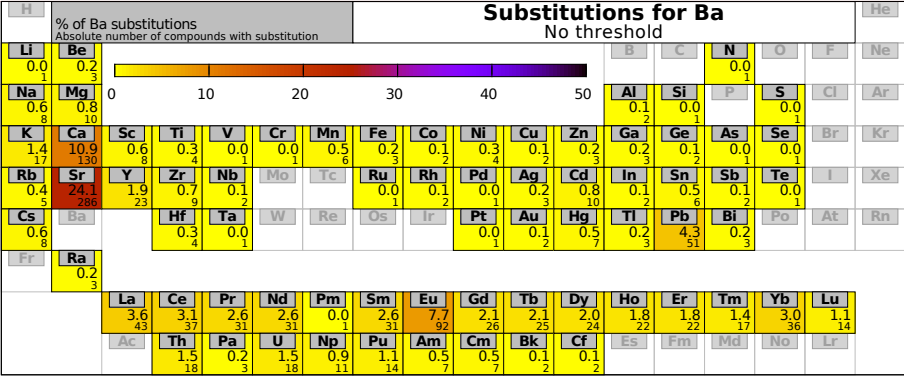 H He
% of Ba substitutions
Absolute number of compounds with substitution
Substitutions for Ba
No threshold
Li Be B C N O F Ne
0.0 0.2 0.0
1 3 1
0 10 20 30 40 50
Na Mg Al Si P S Cl Ar
0.6 0.8 0.1 0.0 0.0
8 10 2 1 1
K Ca Sc Ti V Cr Mn Fe Co Ni Cu Zn Ga Ge As Se Br Kr
1.4 10.9 0.6 0.3 0.0 0.0 0.5 0.2 0.1 0.3 0.1 0.2 0.2 0.1 0.0 0.0
17 130 8 4 1 1 6 3 2 4 2 3 3 2 1 1
Rb Sr Y Zr Nb Mo Tc Ru Rh Pd Ag Cd In Sn Sb Te I Xe
0.4 24.1 1.9 0.7 0.1 0.0 0.1 0.0 0.2 0.8 0.1 0.5 0.1 0.0
5 286 23 9 2 1 2 1 3 10 2 6 2 1
Cs Ba Hf Ta W Re Os Ir Pt Au Hg Tl Pb Bi Po At Rn
0.6 0.3 0.0 0.0 0.1 0.5 0.2 4.3 0.2
8 4 1 1 2 7 3 51 3
Fr Ra
0.2
3
La Ce Pr Nd Pm Sm Eu Gd Tb Dy Ho Er Tm Yb Lu
3.6 3.1 2.6 2.6 0.0 2.6 7.7 2.1 2.1 2.0 1.8 1.8 1.4 3.0 1.1
43 37 31 31 1 31 92 26 25 24 22 22 17 36 14
Ac Th Pa U Np Pu Am Cm Bk Cf Es Fm Md No Lr
1.5 0.2 1.5 0.9 1.1 0.5 0.5 0.1 0.1
18 3 18 11 14 7 7 2 2